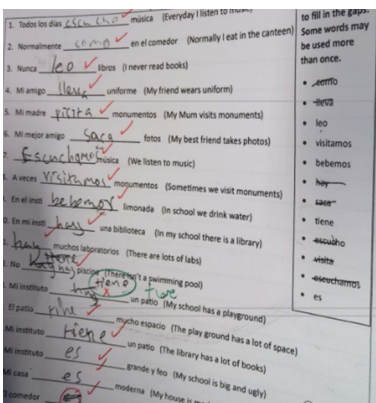 1. Todos los días escucho música (Everyday I listen to music)
2. Normalmente como en el comedor (Normally I eat in the canteen)
3. Nunca leo libros (I never read books)
4. Mi amigo lleva uniforme (My friend wears uniform)
5. Mi madre visita monumentos (My Mum visits monuments)
6. Mi mejor amigo saca fotos (My best friend takes photos)
7. Escuchamos música (We listen to music)
A veces visitamos monumentos (Sometimes we visit monuments)
En el insti bebemos limonada (In school we drink water)
0. En mi insti hay una biblioteca (In my school there is a library)
hay muchos laboratorios (There are lots of labs)
No hay piscina (There isn't a swimming pool)
Mi instituto tiene un patio (My school has a playground)
tiene
El patio mucho espacio (The play ground has a lot of space)
Mi instituto tiene un patio (The library has a lot of books)
Mi instituto es grande y feo (My school is big and ugly)
Mi casa es moderna (My house is
El comedor
to fill in the gaps.
Some words may
be used more
than once.
• como
• lleva
• leo
• visitamos
• bebemos
• hay
• saca
• tiene
• escucho
• visita
• escuchamos
• es